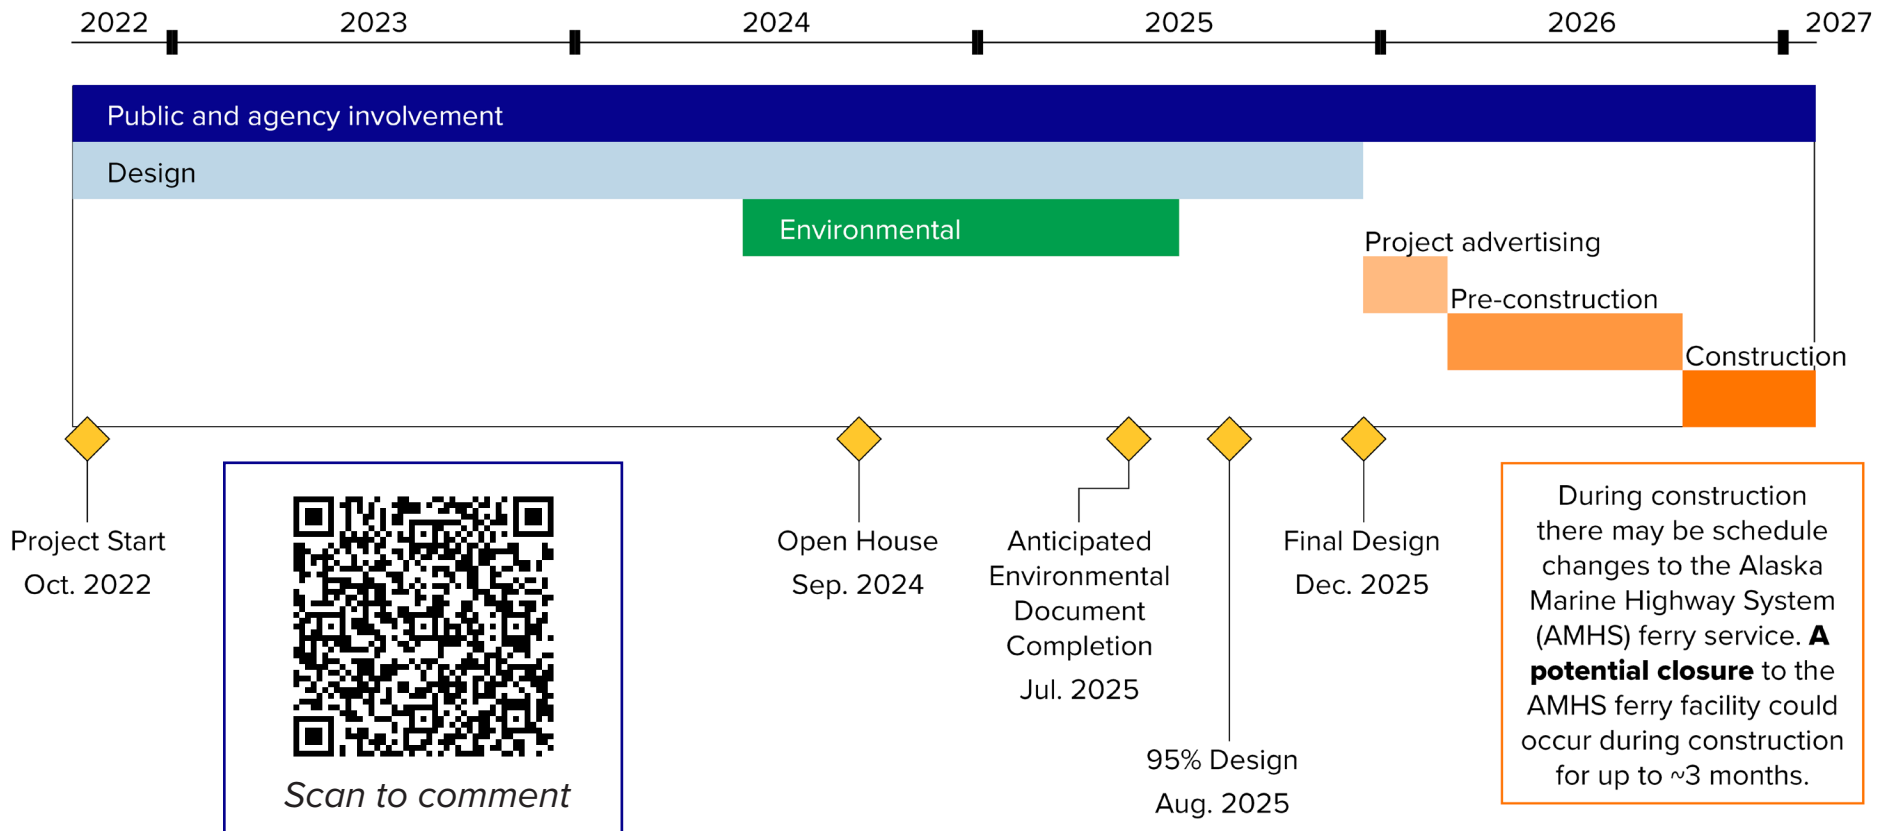 2022 2023 2024 2025 2026 2027
Public and agency involvement
Design
Environmental
Project advertising
Pre-construction
Construction
Project Start
Oct. 2022
Scan to comment
Open House
Sep. 2024
Anticipated
Environmental
Document
Completion
Jul. 2025
95% Design
Aug. 2025
Final Design
Dec. 2025
During construction
there may be schedule
changes to the Alaska
Marine Highway System
(AMHS) ferry service. A
potential closure to the
AMHS ferry facility could
occur during construction
for up to ~3 months.